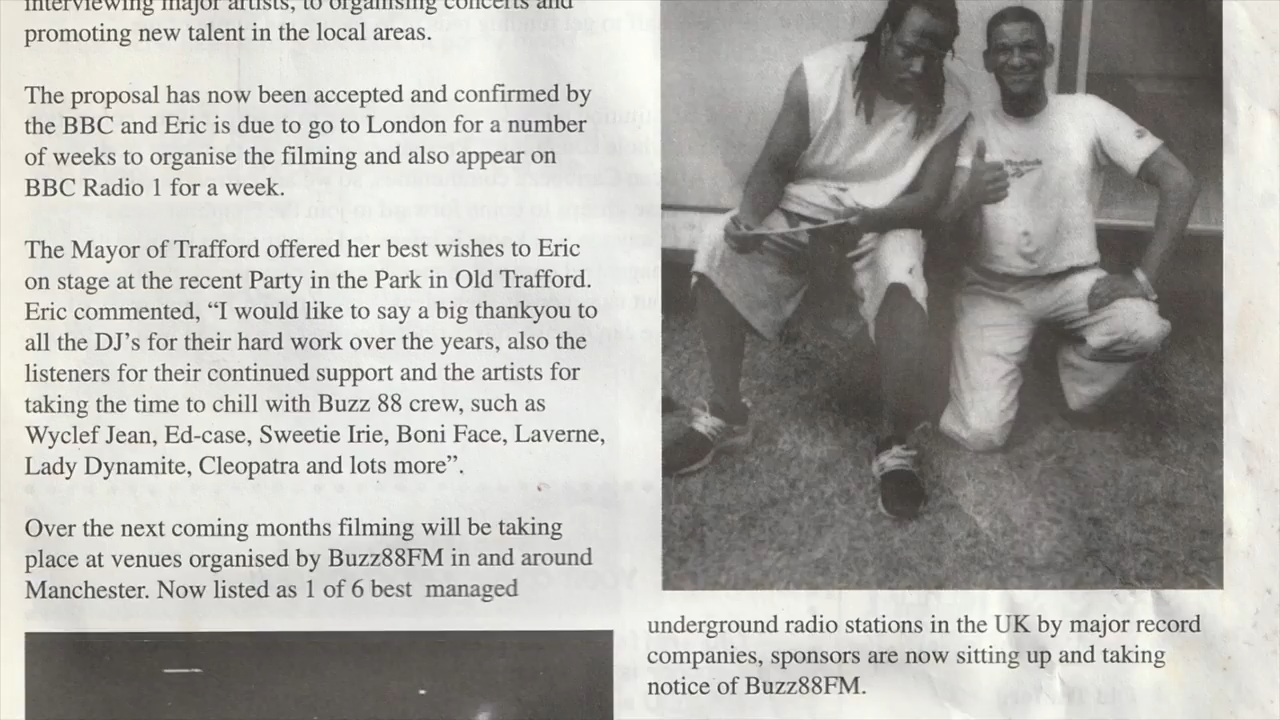 interviewing major artists, to organising concerts and
promoting new talent in the local areas.
The proposal has now been accepted and confirmed by
the BBC and Eric is due to go to London for a number
of weeks to organise the filming and also appear on
BBC Radio 1 for a week.
The Mayor of Trafford offered her best wishes to Eric
on stage at the recent Party in the Park in Old Trafford.
Eric commented, “I would like to say a big thankyou to
all the DJ’s for their hard work over the years, also the
listeners for their continued support and the artists for
taking the time to chill with Buzz 88 crew, such as
Wyclef Jean, Ed-case, Sweetie Irie, Boni Face, Laverne,
Lady Dynamite, Cleopatra and lots more”.
Over the next coming months filming will be taking
place at venues organised by Buzz88FM in and around
Manchester. Now listed as 1 of 6 best managed
underground radio stations in the UK by major record
companies, sponsors are now sitting up and taking
notice of Buzz88FM.
Reebok